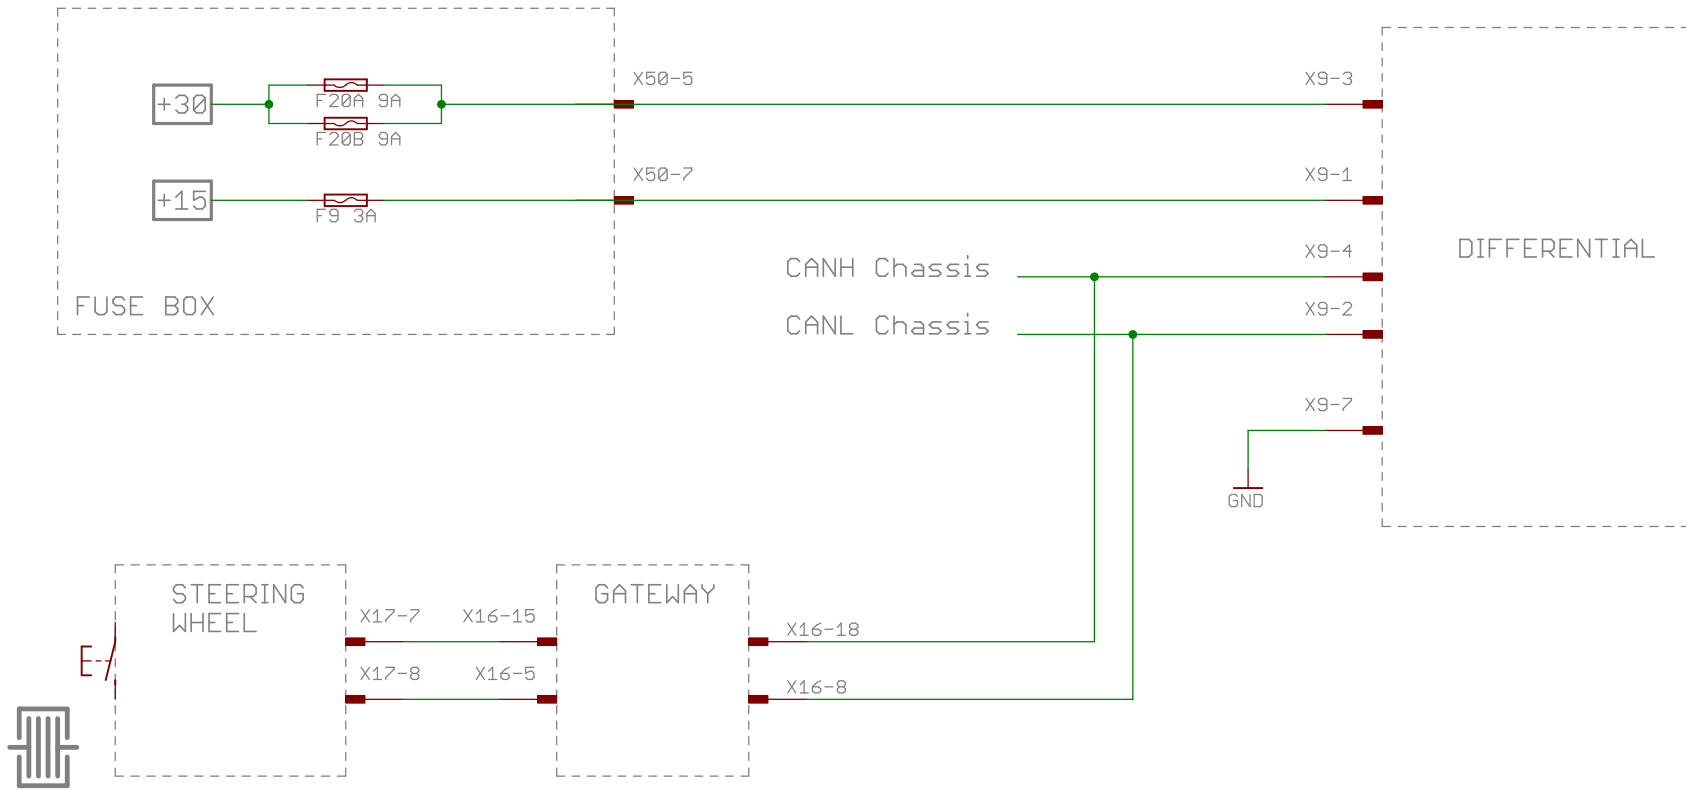 X50-5
X9-3
+30
F20A 9A
F20B 9A
X50-7
X9-1
+15
F9 3A
DIFFERENTIAL
X9-4
CANH Chassis
FUSE BOX
X9-2
CANL Chassis
X9-7
GND
STEERING
WHEEL
GATEWAY
X17-7
X16-15
X16-18
X17-8
X16-5
X16-8